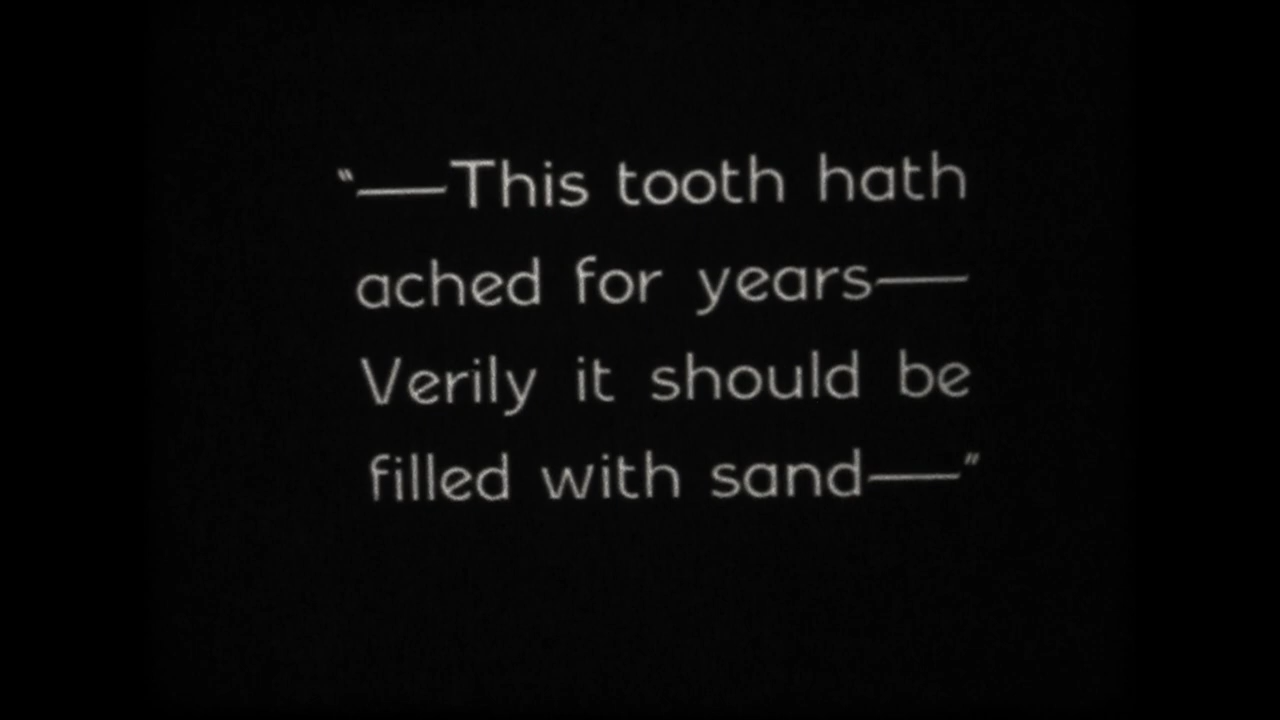 “—This tooth hath
ached for years—
Verily it should be
filled with sand—”